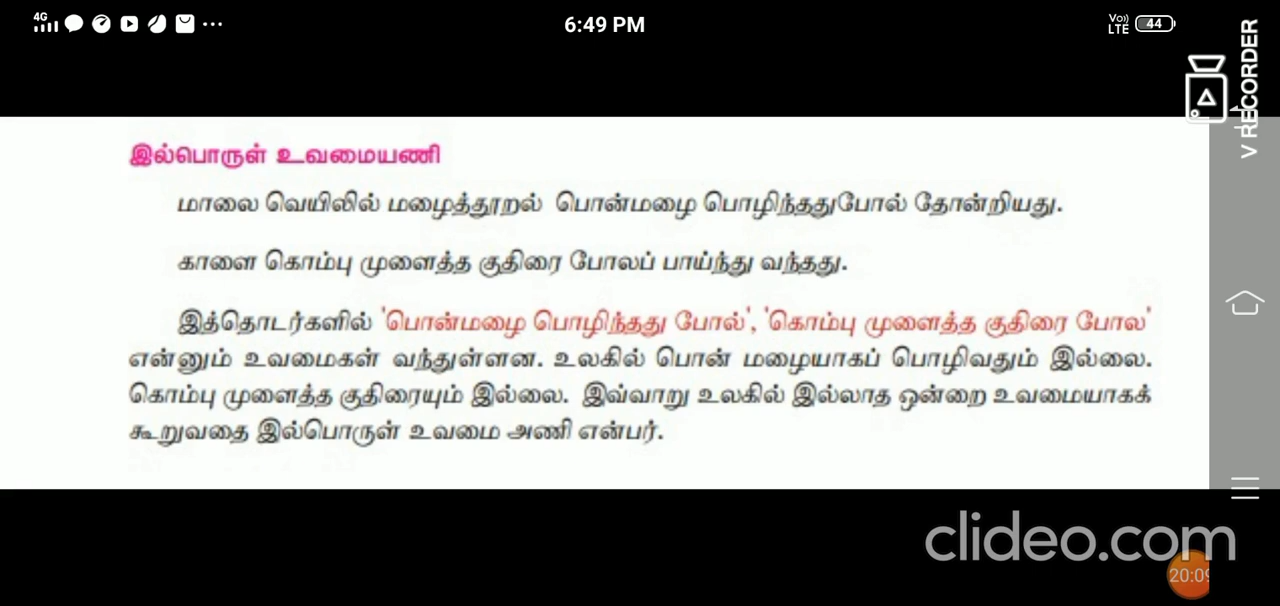 4G
6:49 PM
Vo)) LTE 44
V RECORDER
இல்பொருள் உவமையணி
மாலை வெயிலில் மழைத்தூறல் பொன்மழை பொழிந்ததுபோல் தோன்றியது.
காளை கொம்பு முளைத்த குதிரை போலப் பாய்ந்து வந்தது.
இத்தொடர்களில் 'பொன்மழை பொழிந்தது போல்', 'கொம்பு முளைத்த குதிரை போல'
என்னும் உவமைகள் வந்துள்ளன. உலகில் பொன் மழையாகப் பொழிவதும் இல்லை.
கொம்பு முளைத்த குதிரையும் இல்லை. இவ்வாறு உலகில் இல்லாத ஒன்றை உவமையாகக்
கூறுவதை இல்பொருள் உவமை அணி என்பர்.
clideo.com
20:09